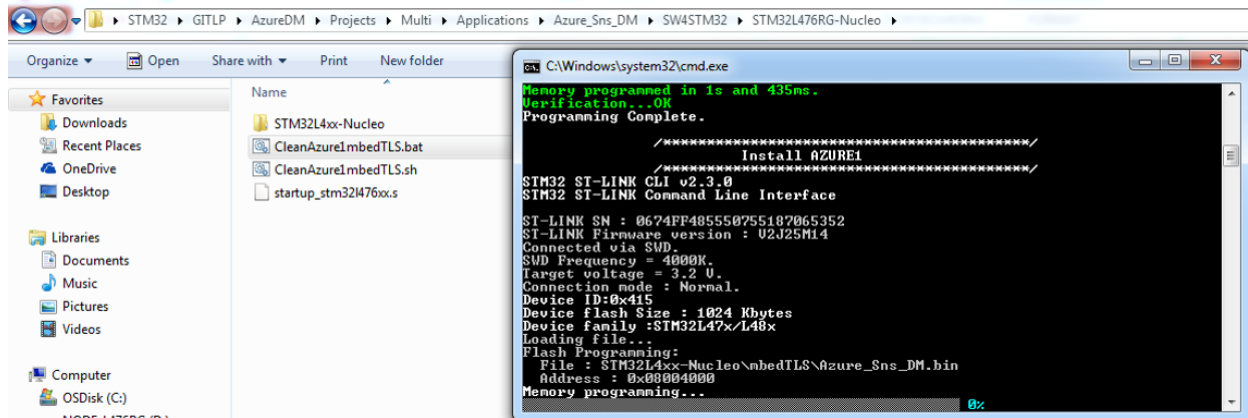 STM32 ▸ GITLP ▸ AzureDM ▸ Projects ▸ Multi ▸ Applications ▸ Azure_Sns_DM ▸ SW4STM32 ▸ STM32L476RG-Nucleo ▸
Organize ▾ Open Share with ▾ Print New folder
Favorites
Downloads
Recent Places
OneDrive
Desktop
Libraries
Documents
Music
Pictures
Videos
Computer
OSDisk (C:)
Name
STM32L4xx-Nucleo
CleanAzure1mbedTLS.bat
CleanAzure1mbedTLS.sh
startup_stm32l476xx.s
C:\Windows\system32\cmd.exe
Memory programmed in 1s and 435ms.
Verification...OK
Programming Complete.
/******************************************/
Install AZURE1
/******************************************/
STM32 ST-LINK CLI v2.3.0
STM32 ST-LINK Command Line Interface
ST-LINK SN : 0674FF485550755187065352
ST-LINK Firmware version : V2J25M14
Connected via SWD.
SWD Frequency = 4000K.
Target voltage = 3.2 V.
Connection mode : Normal.
Device ID:0x415
Device flash Size : 1024 Kbytes
Device family :STM32L47x/L48x
Loading file...
Flash Programming:
File : STM32L4xx-Nucleo\mbedTLS\Azure_Sns_DM.bin
Address : 0x08004000
Memory programming...
0%